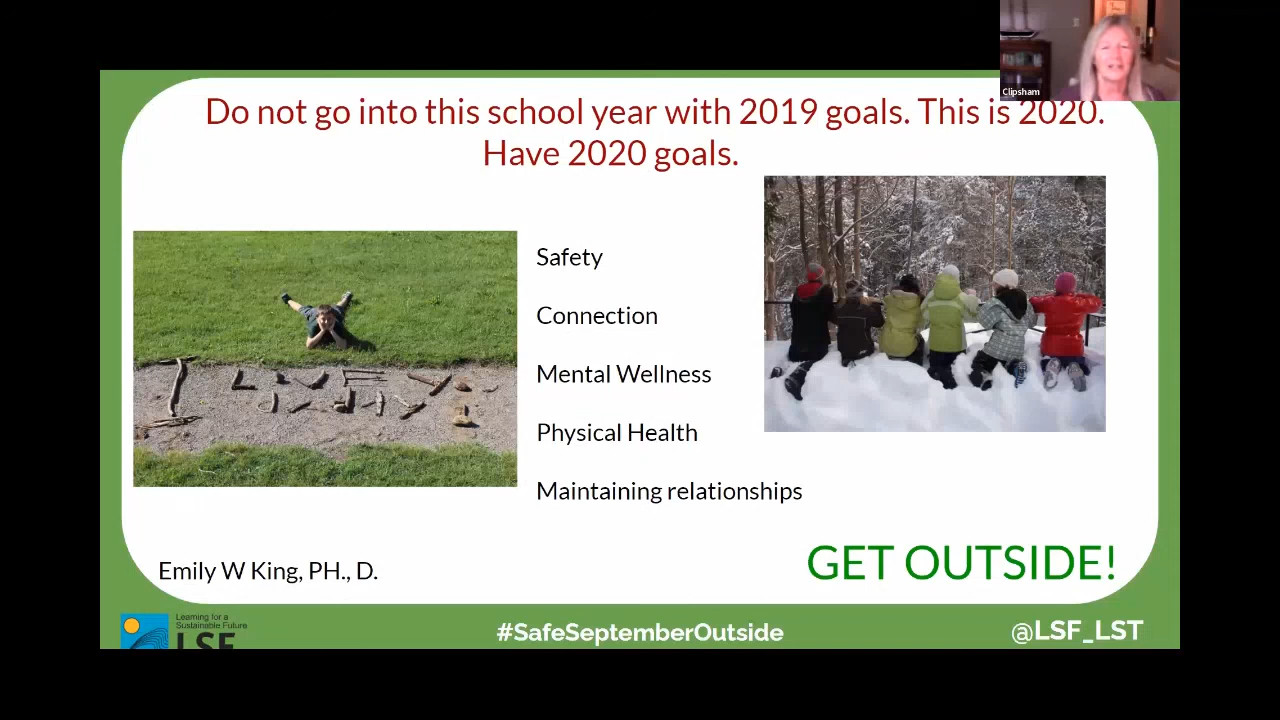 Clipsham
Do not go into this school year with 2019 goals. This is 2020.
Have 2020 goals.
Safety
Connection
Mental Wellness
Physical Health
Maintaining relationships
Emily W King, PH., D.
GET OUTSIDE!
Learning for a
Sustainable Future
LSF
#SafeSeptemberOutside
@LSF_LST